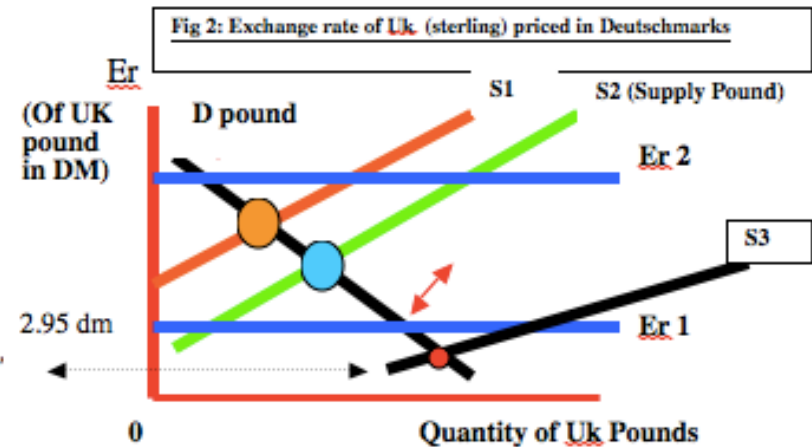 Fig 2: Exchange rate of Uk (sterling) priced in Deutschmarks
Er
(Of UK
pound
in DM)
D pound
S1
S2 (Supply Pound)
Er 2
S3
2.95 dm
Er 1
0
Quantity of Uk Pounds